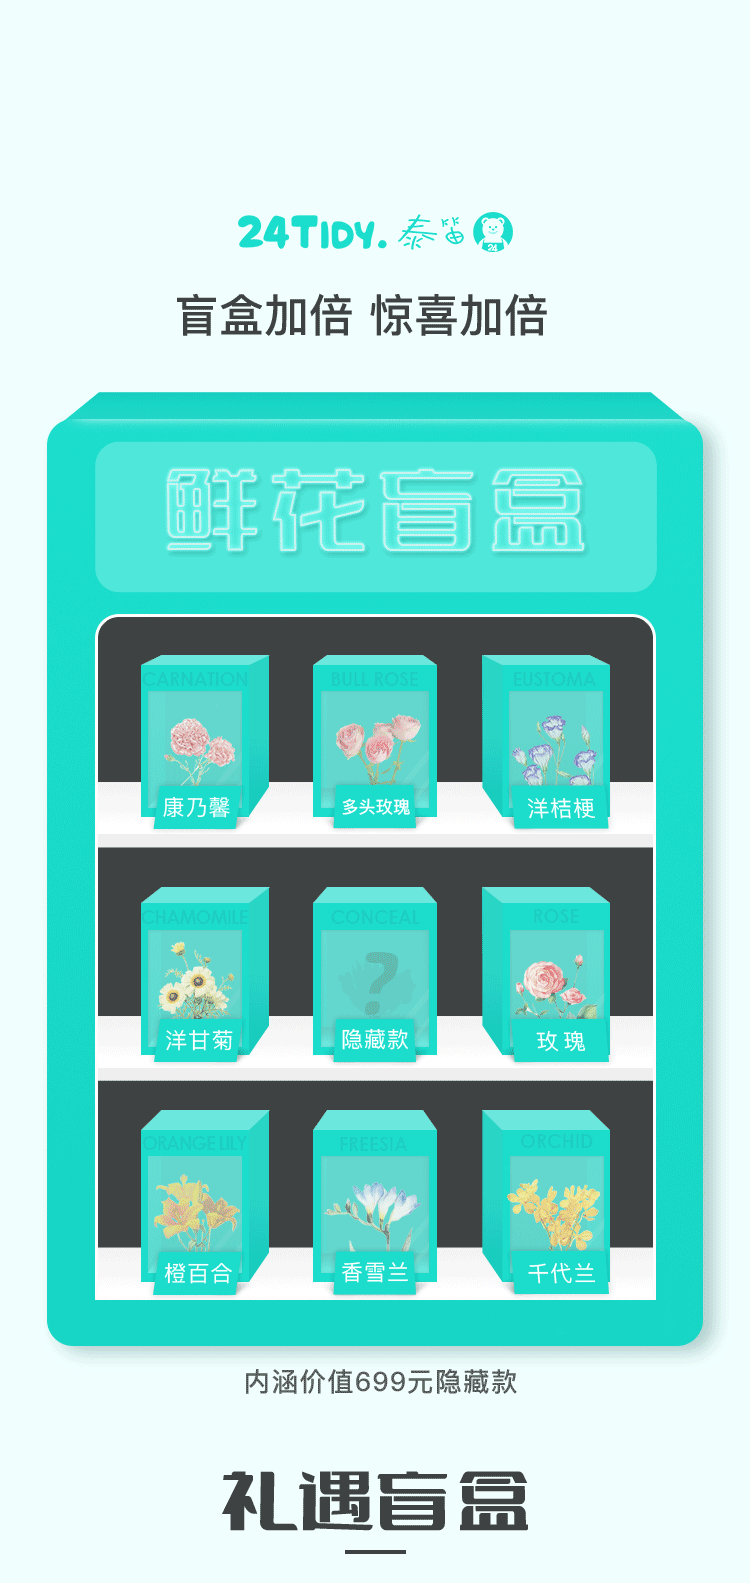 24TIDY. 泰笛
24
盲盒加倍 惊喜加倍
鲜花盲盒
CARNATION
BULL ROSE
EUSTOMA
康乃馨
多头玫瑰
洋桔梗
CHAMOMILE
CONCEAL
ROSE
?
洋甘菊
隐藏款
玫瑰
ORANGE LILY
FREESIA
ORCHID
橙百合
香雪兰
千代兰
内涵价值699元隐藏款
礼遇盲盒